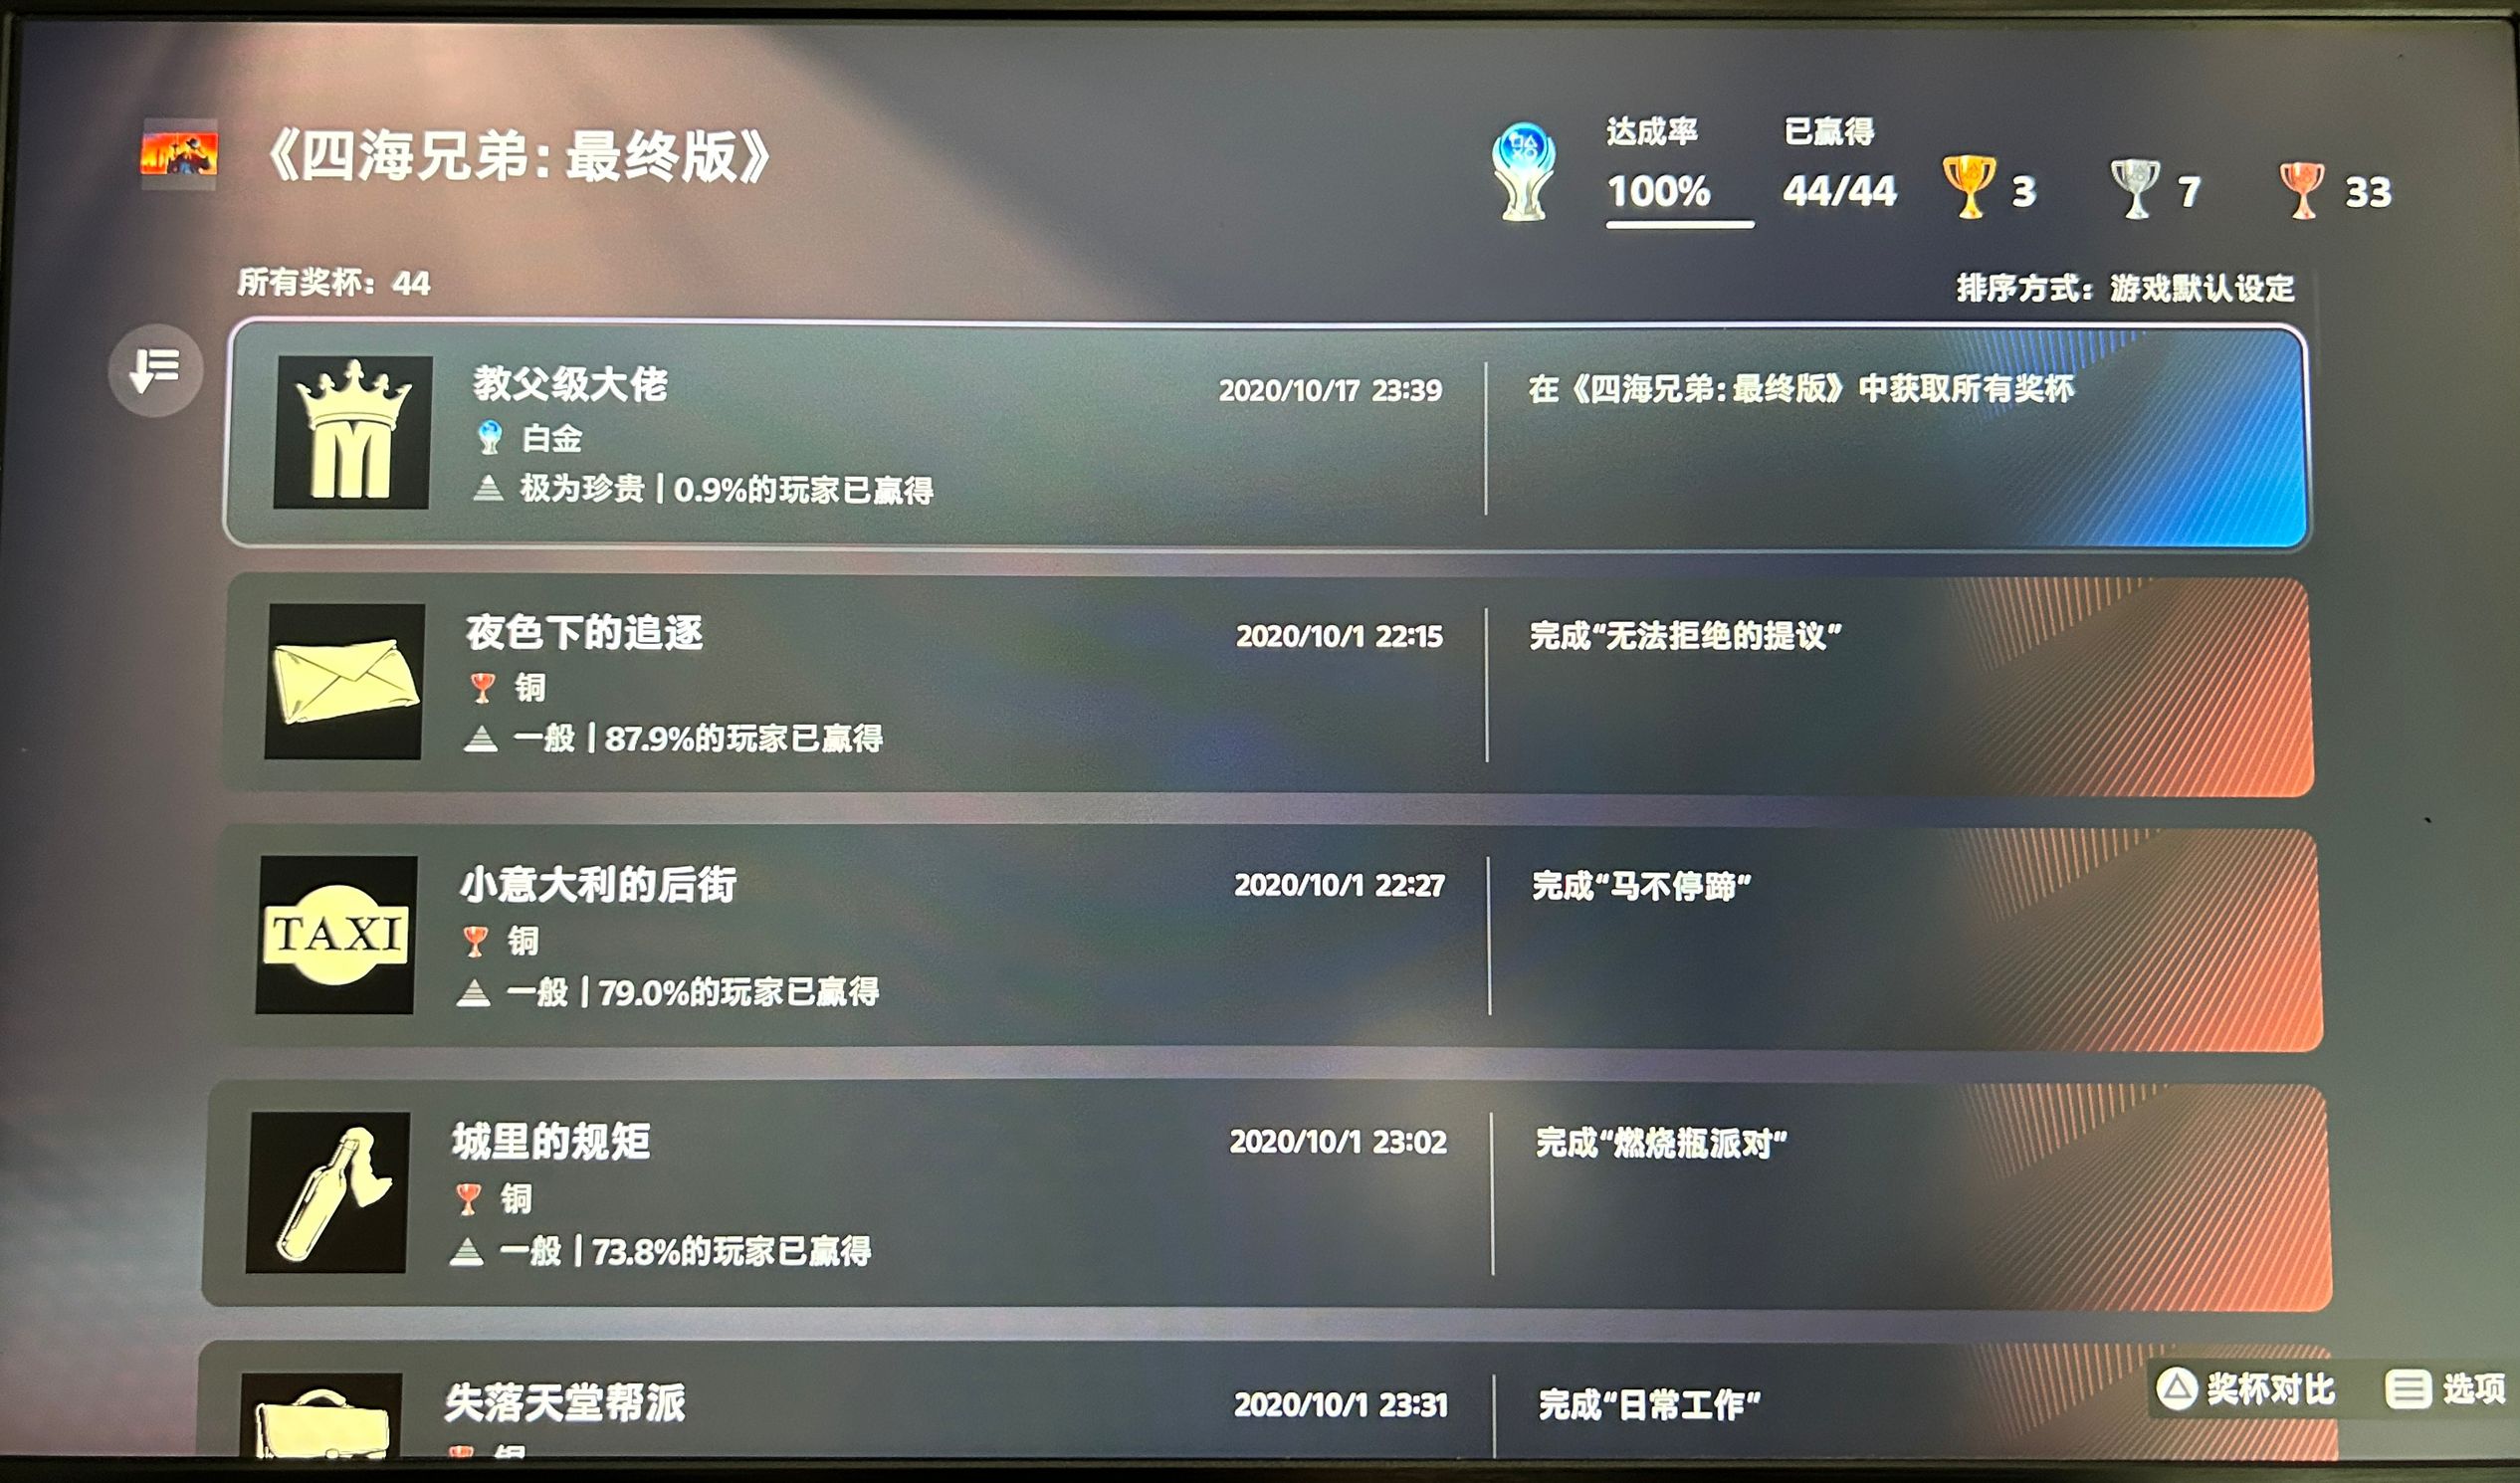 《四海兄弟：最终版》
达成率
100%
已赢得
44/44
3
7
33
所有奖杯：44
排序方式：游戏默认设定
教父级大佬
白金
极为珍贵 | 0.9%的玩家已赢得
2020/10/17 23:39
在《四海兄弟：最终版》中获取所有奖杯
夜色下的追逐
铜
一般 | 87.9%的玩家已赢得
2020/10/1 22:15
完成“无法拒绝的提议”
TAXI
小意大利的后街
铜
一般 | 79.0%的玩家已赢得
2020/10/1 22:27
完成“马不停蹄”
城里的规矩
铜
一般 | 73.8%的玩家已赢得
2020/10/1 23:02
完成“燃烧瓶派对”
失落天堂帮派
铜
2020/10/1 23:31
完成“日常工作”
奖杯对比
选项